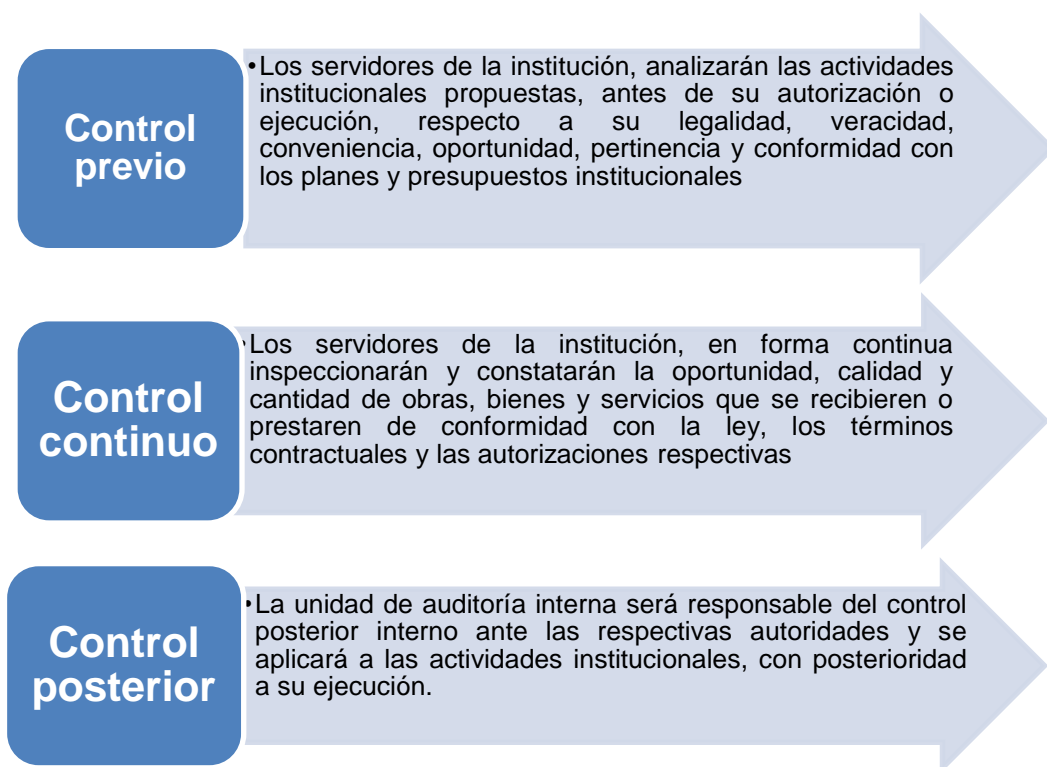 Control
previo
•Los servidores de la institución, analizarán las actividades
institucionales propuestas, antes de su autorización o
ejecución, respecto a su legalidad, veracidad,
conveniencia, oportunidad, pertinencia y conformidad con
los planes y presupuestos institucionales
Control
continuo
•Los servidores de la institución, en forma continua
inspeccionarán y constatarán la oportunidad, calidad y
cantidad de obras, bienes y servicios que se recibieren o
prestaren de conformidad con la ley, los términos
contractuales y las autorizaciones respectivas
Control
posterior
•La unidad de auditoría interna será responsable del control
posterior interno ante las respectivas autoridades y se
aplicará a las actividades institucionales, con posterioridad
a su ejecución.